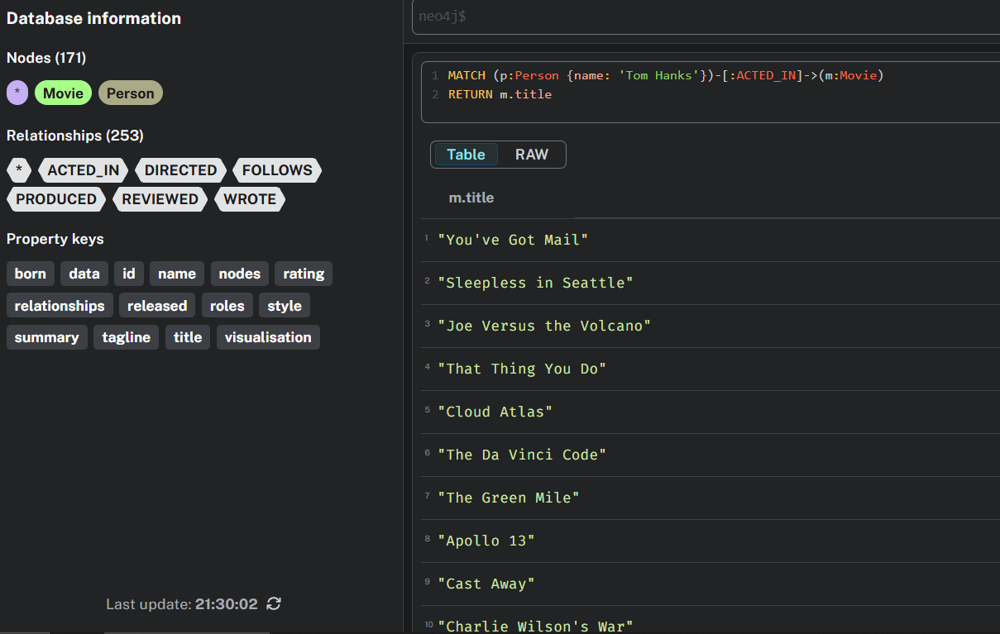 Database information
Nodes (171)
* Movie Person
Relationships (253)
* ACTED_IN DIRECTED FOLLOWS
PRODUCED REVIEWED WROTE
Property keys
born data id name nodes rating
relationships released roles style
summary tagline title visualisation
Last update: 21:30:02
neo4j$
1 MATCH (p:Person {name: 'Tom Hanks'})-[:ACTED_IN]->(m:Movie)
2 RETURN m.title
Table RAW
m.title
1 "You've Got Mail"
2 "Sleepless in Seattle"
3 "Joe Versus the Volcano"
4 "That Thing You Do"
5 "Cloud Atlas"
6 "The Da Vinci Code"
7 "The Green Mile"
8 "Apollo 13"
9 "Cast Away"
10 "Charlie Wilson's War"